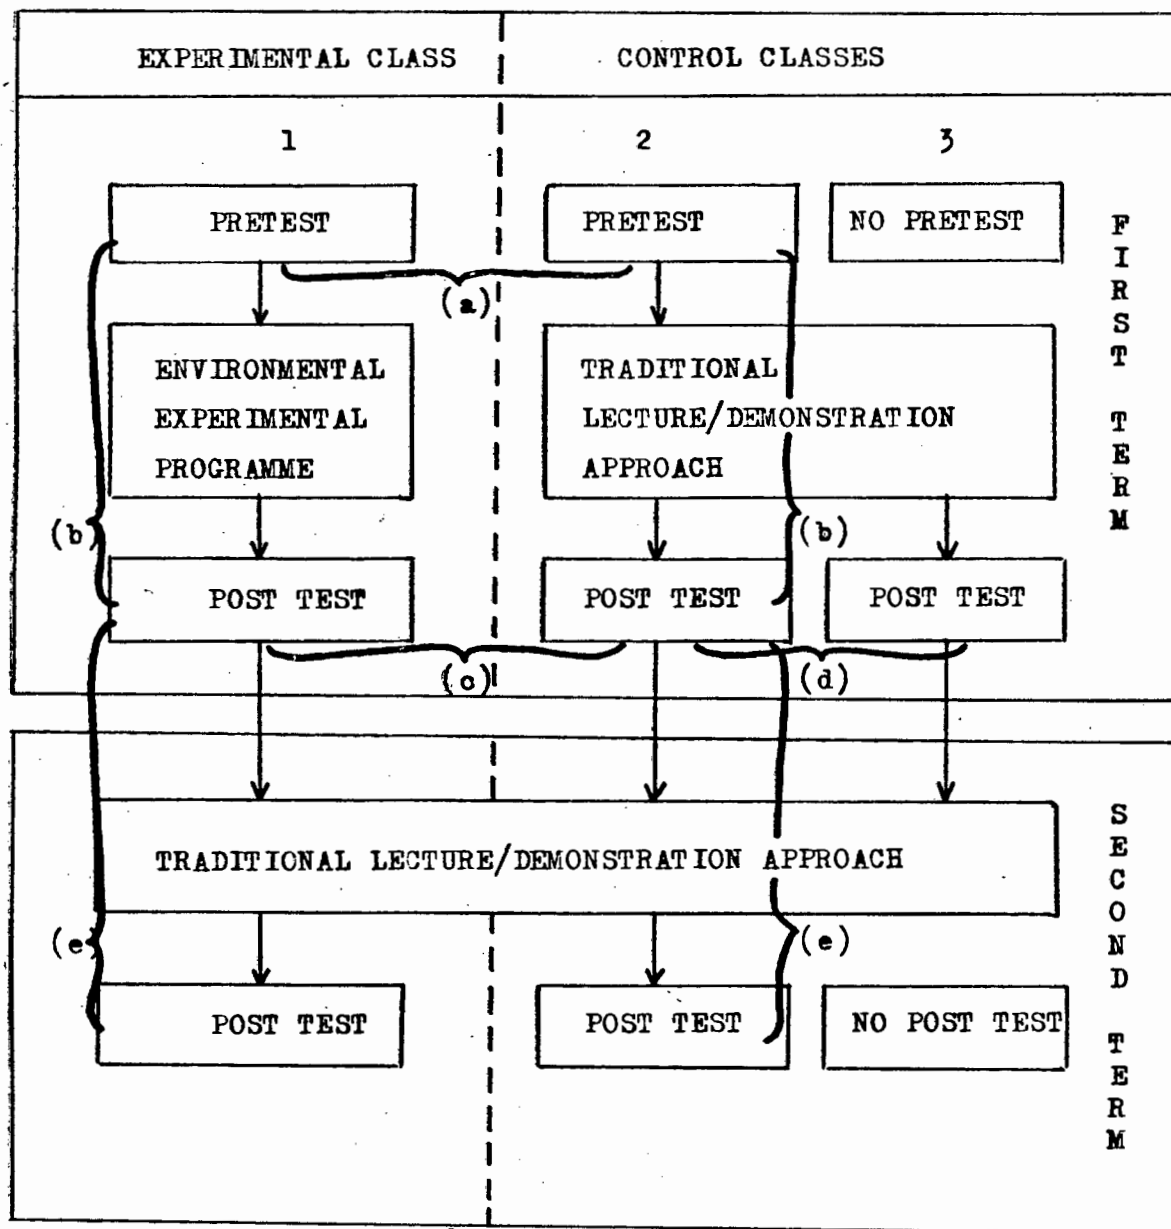 EXPERIMENTAL CLASS
CONTROL CLASSES
1
2
3
PRETEST
PRETEST
NO PRETEST
(a)
ENVIRONMENTAL
EXPERIMENTAL
PROGRAMME
TRADITIONAL
LECTURE/DEMONSTRATION
APPROACH
(b)
(b)
POST TEST
POST TEST
POST TEST
(c)
(d)
FIRST TERM
TRADITIONAL LECTURE/DEMONSTRATION APPROACH
(e)
(e)
POST TEST
POST TEST
NO POST TEST
SECOND TERM